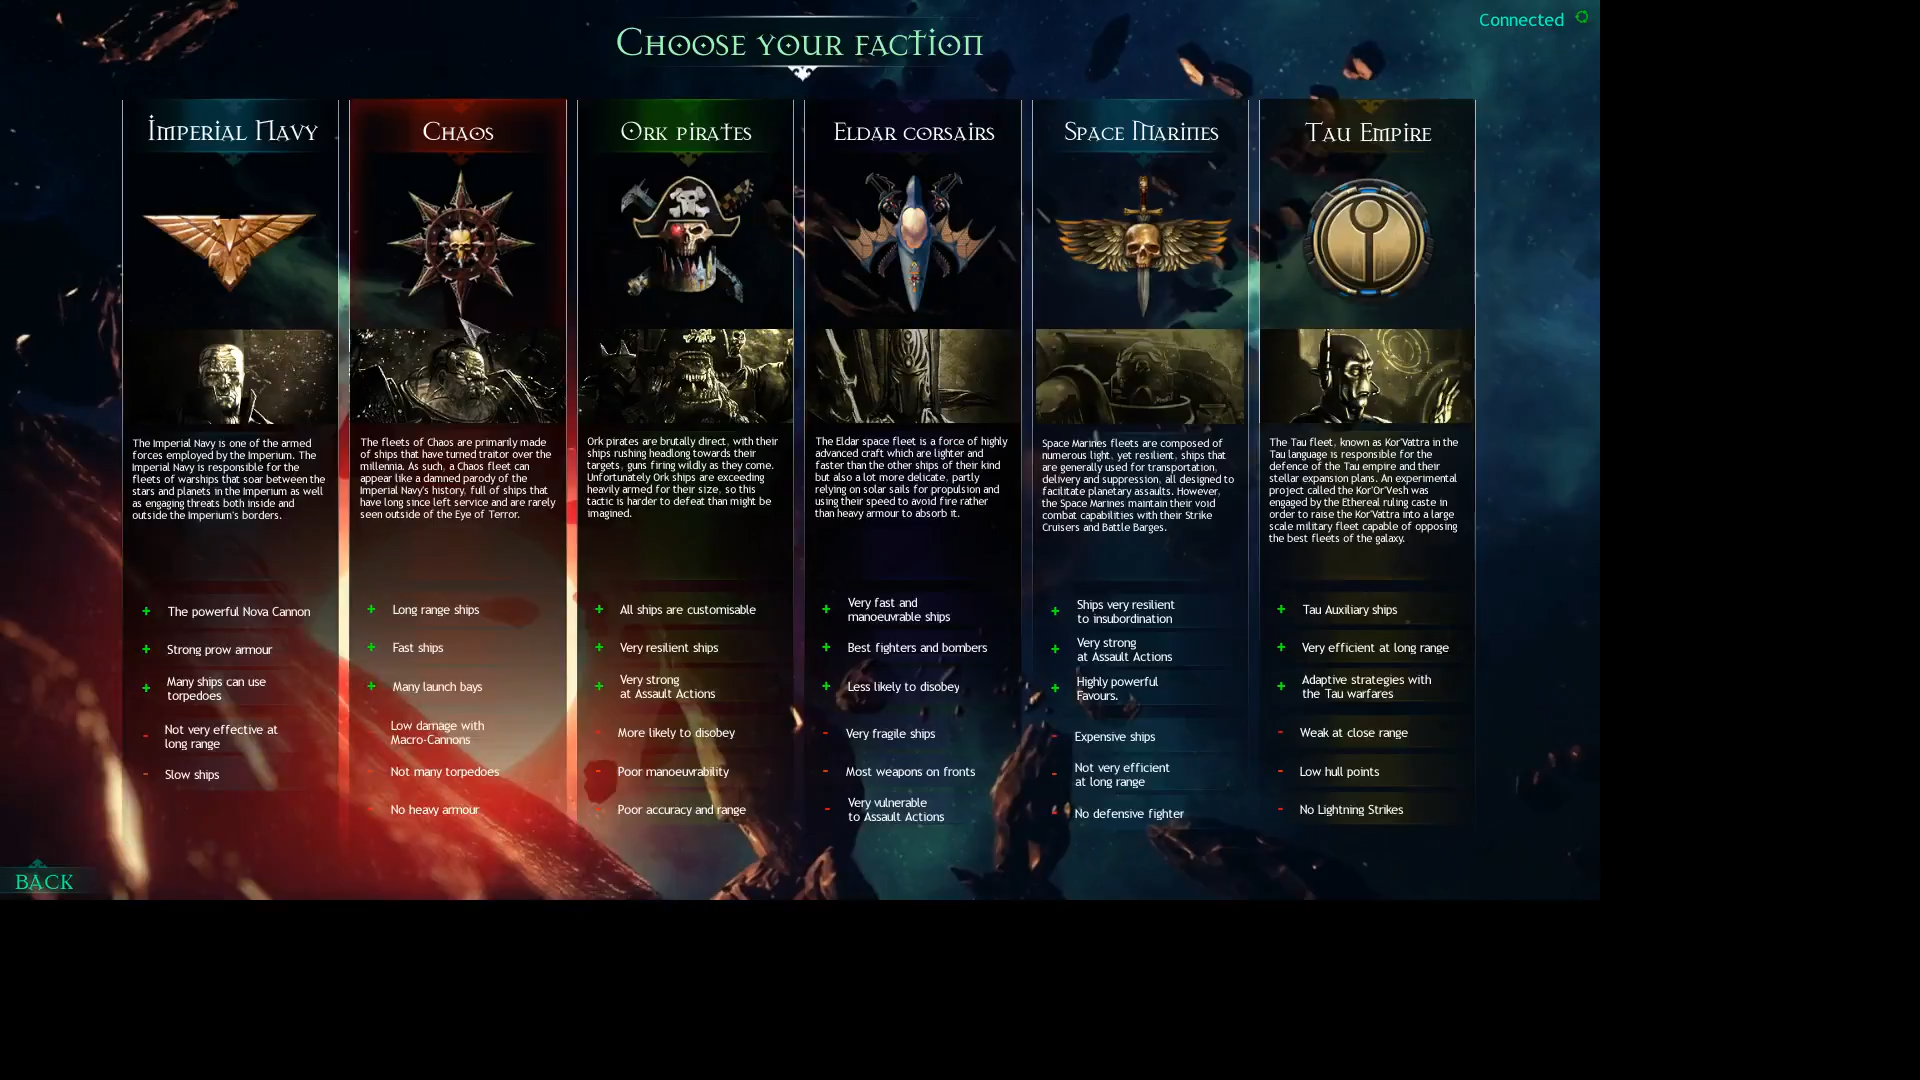 Connected
CHOOSE YOUR FACTION
IMPERIAL NAVY
The Imperial Navy is one of the armed
forces employed by the Imperium. The
Imperial Navy is responsible for the
fleets of warships that soar between the
stars and planets in the Imperium as well
as engaging threats both inside and
outside the Imperium's borders.
+ The powerful Nova Cannon
+ Strong prow armour
+ Many ships can use
torpedoes
- Not very effective at
long range
- Slow ships
CHAOS
The fleets of Chaos are primarily made
of ships that have turned traitor over the
millennia. As such, a Chaos fleet can
appear like a damned parody of the
Imperial Navy's history, full of ships that
have long since left service and are rarely
seen outside of the Eye of Terror.
+ Long range ships
+ Fast ships
+ Many launch bays
- Low damage with
Macro-Cannons
- Not many torpedoes
- No heavy armour
ORK PIRATES
Ork pirates are brutally direct, with their
ships rushing headlong towards their
targets, guns firing wildly as they come.
Unfortunately Ork ships are exceeding
heavily armed for their size, so this
tactic is harder to defeat than might be
imagined.
+ All ships are customisable
+ Very resilient ships
+ Very strong
at Assault Actions
- More likely to disobey
- Poor manoeuvrability
- Poor accuracy and range
ELDAR CORSAIRS
The Eldar space fleet is a force of highly
advanced craft which are lighter and
faster than the other ships of their kind
but also a lot more delicate, partly
relying on solar sails for propulsion and
using their speed to avoid fire rather
than heavy armour to absorb it.
+ Very fast and
manoeuvrable ships
+ Best fighters and bombers
+ Less likely to disobey
- Very fragile ships
- Most weapons on fronts
- Very vulnerable
to Assault Actions
SPACE MARINES
Space Marines fleets are composed of
numerous light, yet resilient, ships that
are generally used for transportation,
delivery and suppression, all designed to
facilitate planetary assaults. However,
the Space Marines maintain their void
combat capabilities with their Strike
Cruisers and Battle Barges.
+ Ships very resilient
to insubordination
+ Very strong
at Assault Actions
+ Highly powerful
Favours.
- Expensive ships
- Not very efficient
at long range
- No defensive fighter
TAU EMPIRE
The Tau fleet, known as Kor'Vattra in the
Tau language is responsible for the
defence of the Tau empire and their
stellar expansion plans. An experimental
project called the Kor'Or'Vesh was
engaged by the Ethereal ruling caste in
order to raise the Kor'Vattra into a large
scale military fleet capable of opposing
the best fleets of the galaxy.
+ Tau Auxiliary ships
+ Very efficient at long range
+ Adaptive strategies with
the Tau warfares
- Weak at close range
- Low hull points
- No Lightning Strikes
BACK